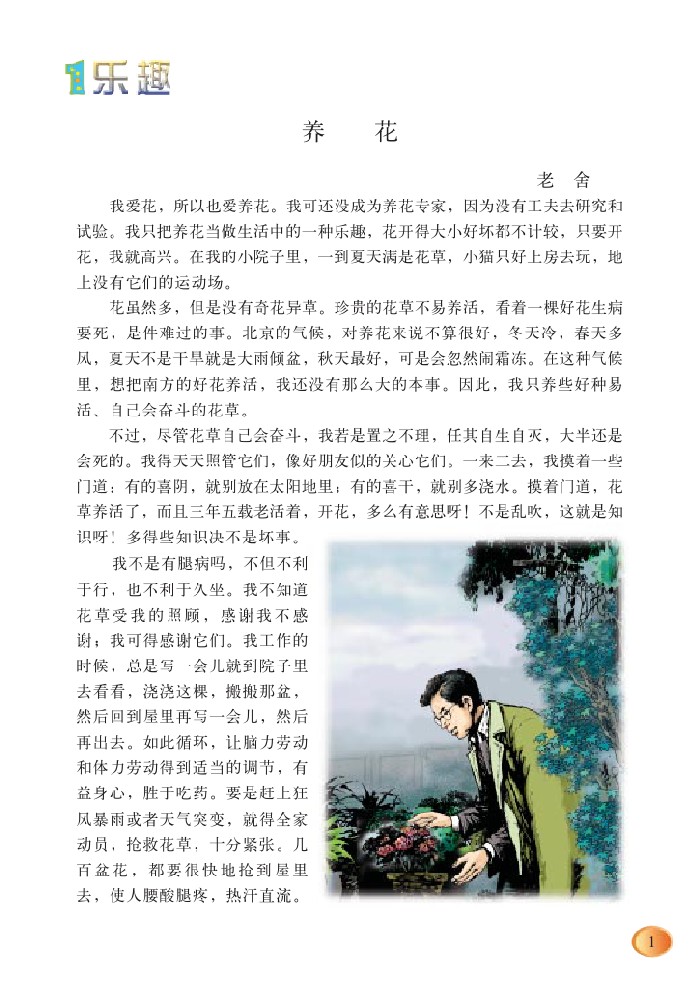 1乐趣
养 花
老 舍
我爱花，所以也爱养花。我可还没成为养花专家，因为没有工夫去研究和
试验。我只把养花当做生活中的一种乐趣，花开得大小好坏都不计较，只要开
花，我就高兴。在我的小院子里，一到夏天满是花草，小猫只好上房去玩，地
上没有它们的运动场。
花虽然多，但是没有奇花异草。珍贵的花草不易养活，看着一棵好花生病
要死，是件难过的事。北京的气候，对养花来说不算很好，冬天冷，春天多
风，夏天不是干旱就是大雨倾盆，秋天最好，可是会忽然闹霜冻。在这种气候
里，想把南方的好花养活，我还没有那么大的本事。因此，我只养些好种易
活、自己会奋斗的花草。
不过，尽管花草自己会奋斗，我若是置之不理，任其自生自灭，大半还是
会死的。我得天天照管它们，像好朋友似的关心它们。一来二去，我摸着一些
门道：有的喜阴，就别放在太阳地里；有的喜干，就别多浇水。摸着门道，花
草养活了，而且三年五载老活着，开花，多么有意思呀！不是乱吹，这就是知
识呀！多得些知识决不是坏事。
我不是有腿病吗，不但不利
于行，也不利于久坐。我不知道
花草受我的照顾，感谢我不感
谢；我可得感谢它们。我工作的
时候，总是写一会儿就到院子里
去看看，浇浇这棵，搬搬那盆，
然后回到屋里再写一会儿，然后
再出去。如此循环，让脑力劳动
和体力劳动得到适当的调节，有
益身心，胜于吃药。要是赶上狂
风暴雨或者天气突变，就得全家
动员，抢救花草，十分紧张。几
百盆花，都要很快地抢到屋里
去，使人腰酸腿疼，热汗直流。
1